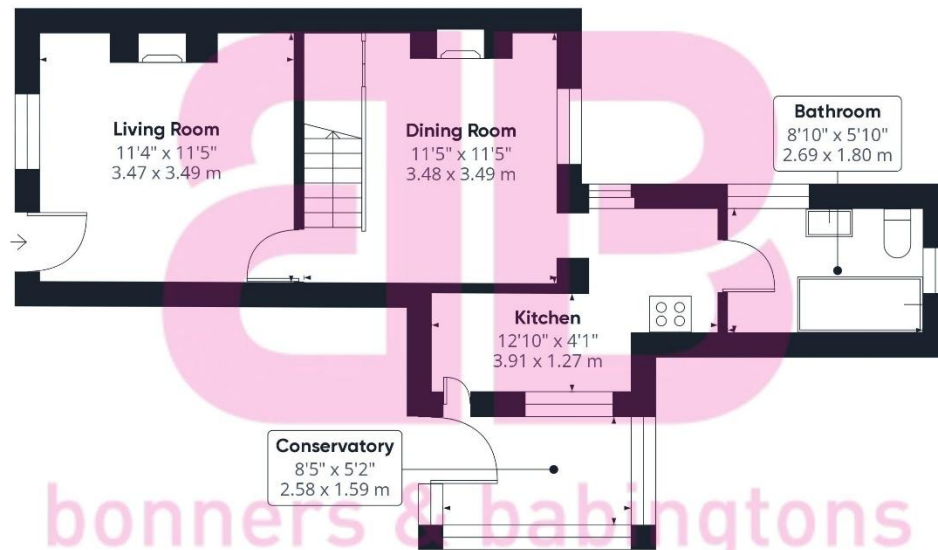 Living Room
11'4" x 11'5"
3.47 x 3.49 m
Dining Room
11'5" x 11'5"
3.48 x 3.49 m
Bathroom
8'10" x 5'10"
2.69 x 1.80 m
Kitchen
12'10" x 4'1"
3.91 x 1.27 m
Conservatory
8'5" x 5'2"
2.58 x 1.59 m
bonners & babingtons